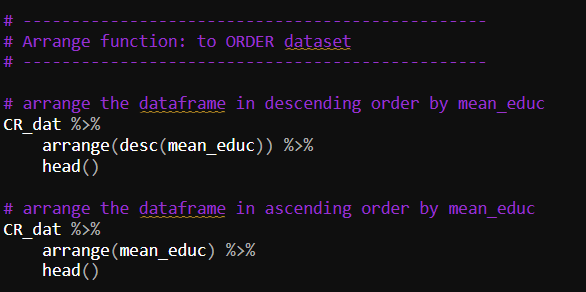 # ------------------------------------------------
# Arrange function: to ORDER dataset
# ------------------------------------------------
# arrange the dataframe in descending order by mean_educ
CR_dat %>%
    arrange(desc(mean_educ)) %>%
    head()
# arrange the dataframe in ascending order by mean_educ
CR_dat %>%
    arrange(mean_educ) %>%
    head()